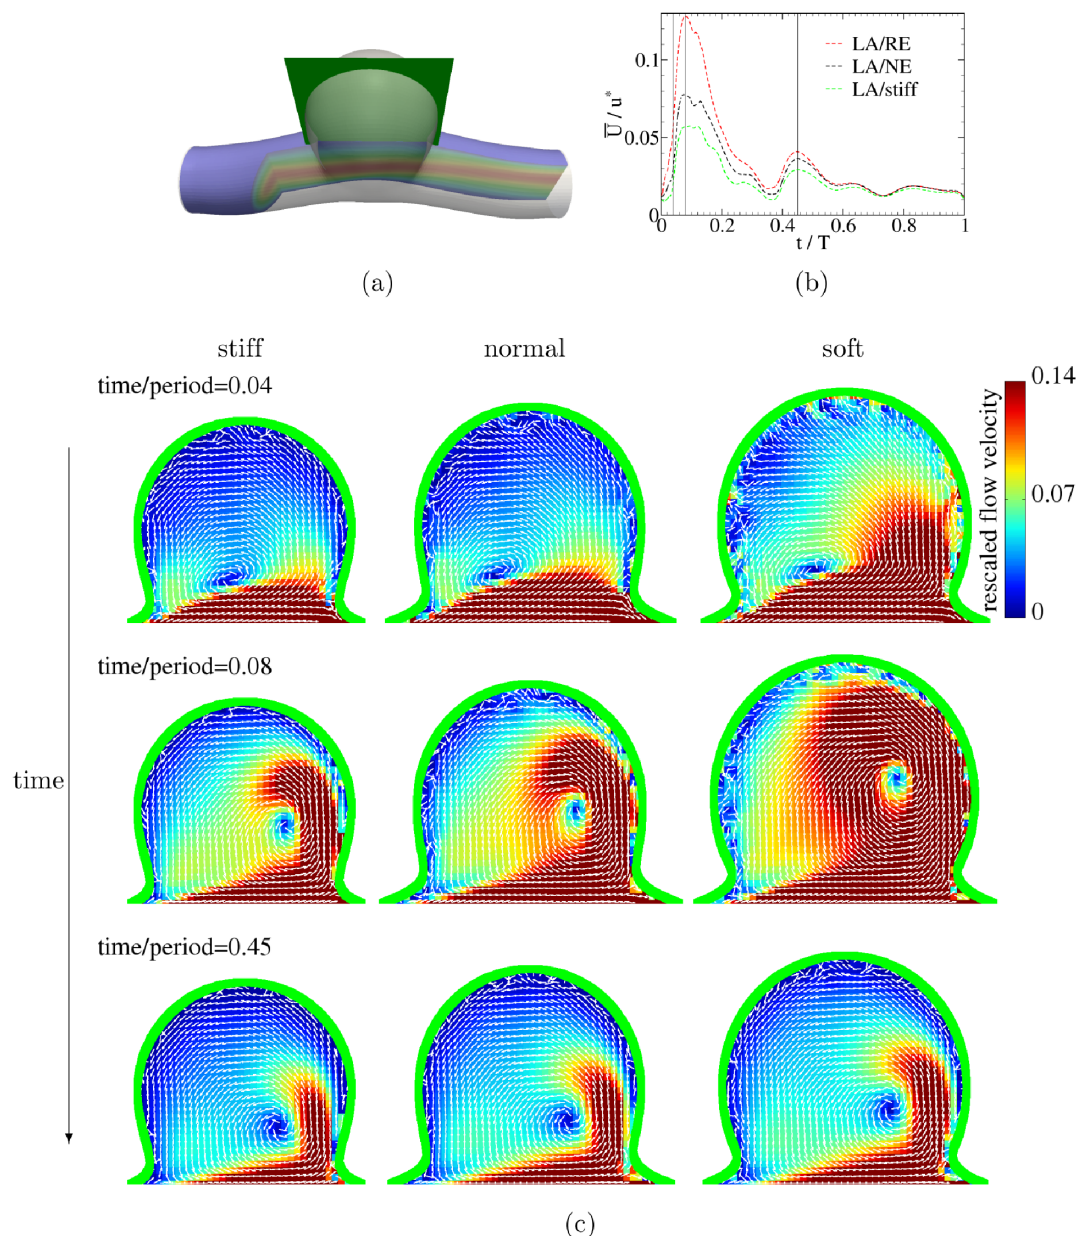 (a)
0.1
0.05
0
U / u*
0 0.2 0.4 0.6 0.8 1
t / T
LA/RE
LA/NE
LA/stiff
(b)
stiff normal soft
time/period=0.04
time/period=0.08
time/period=0.45
time
0.14
0.07
0
rescaled flow velocity
(c)